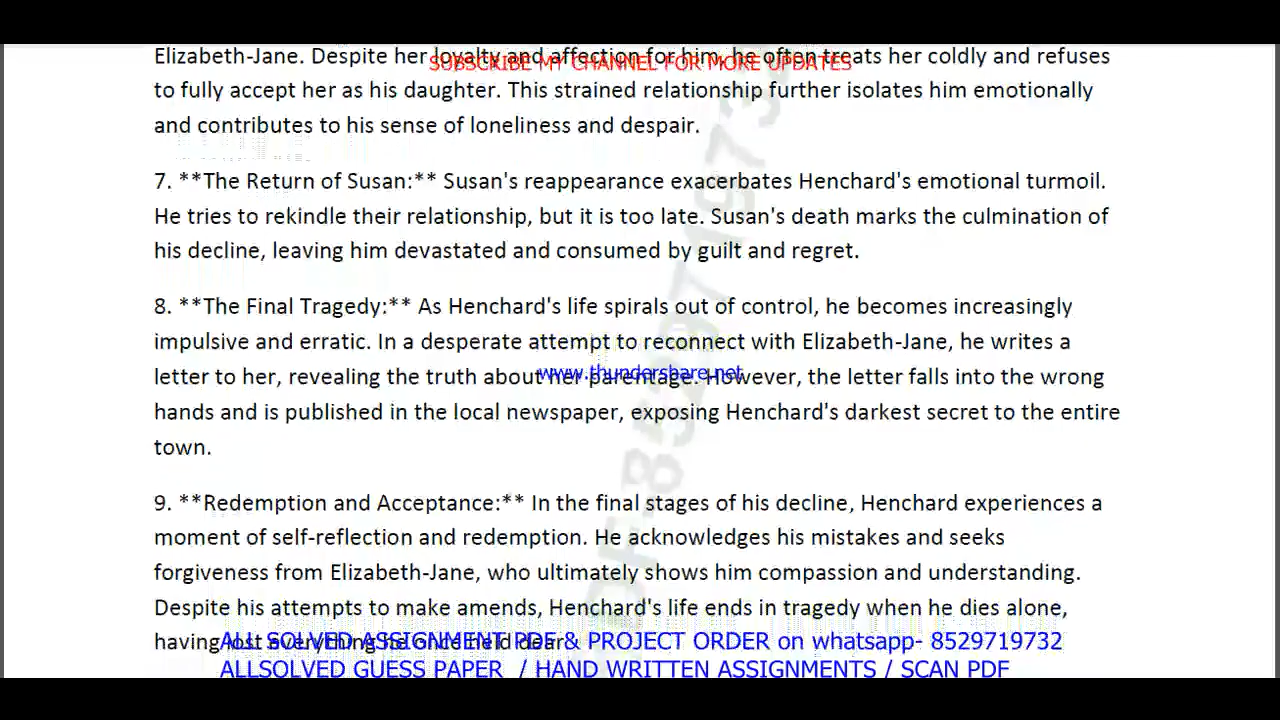 Elizabeth-Jane. Despite her loyalty and affection for him, he often treats her coldly and refuses
SUBSCRIBE MY CHANNEL FOR MORE UPDATES
to fully accept her as his daughter. This strained relationship further isolates him emotionally
and contributes to his sense of loneliness and despair.
7. **The Return of Susan:** Susan's reappearance exacerbates Henchard's emotional turmoil.
He tries to rekindle their relationship, but it is too late. Susan's death marks the culmination of
his decline, leaving him devastated and consumed by guilt and regret.
8. **The Final Tragedy:** As Henchard's life spirals out of control, he becomes increasingly
impulsive and erratic. In a desperate attempt to reconnect with Elizabeth-Jane, he writes a
www.thundershare.net
letter to her, revealing the truth about her parentage. However, the letter falls into the wrong
hands and is published in the local newspaper, exposing Henchard's darkest secret to the entire
town.
9. **Redemption and Acceptance:** In the final stages of his decline, Henchard experiences a
moment of self-reflection and redemption. He acknowledges his mistakes and seeks
forgiveness from Elizabeth-Jane, who ultimately shows him compassion and understanding.
Despite his attempts to make amends, Henchard's life ends in tragedy when he dies alone,
having lost everything he once held dear.
ALL SOLVED ASSIGNMENT PDF & PROJECT ORDER on whatsapp- 8529719732
ALLSOLVED GUESS PAPER / HAND WRITTEN ASSIGNMENTS / SCAN PDF